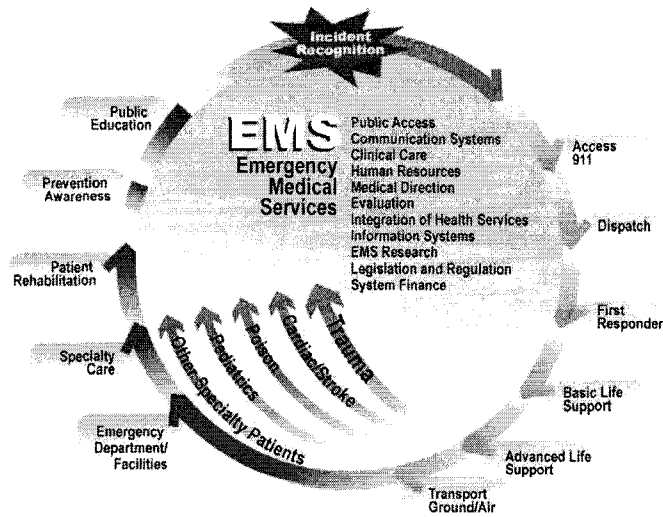 Incident
Recognition
EMS
Emergency
Medical
Services
Public Access
Communication Systems
Clinical Care
Human Resources
Medical Direction
Evaluation
Integration of Health Services
Information Systems
EMS Research
Legislation and Regulation
System Finance
Access
911
Dispatch
First
Responder
Basic Life
Support
Advanced Life
Support
Transport
Ground/Air
Emergency
Department/
Facilities
Specialty
Care
Patient
Rehabilitation
Prevention
Awareness
Public
Education
Other Specialty Patients
Pediatrics
Poison
Cardiac/Stroke
Trauma